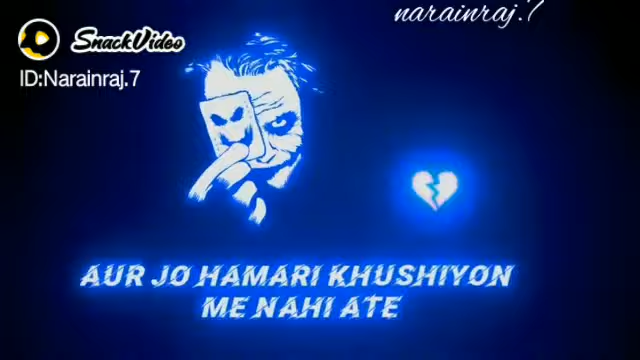 narainraj.7
SnackVideo
ID:Narainraj.7
AUR JO HAMARI KHUSHIYON
ME NAHI ATE